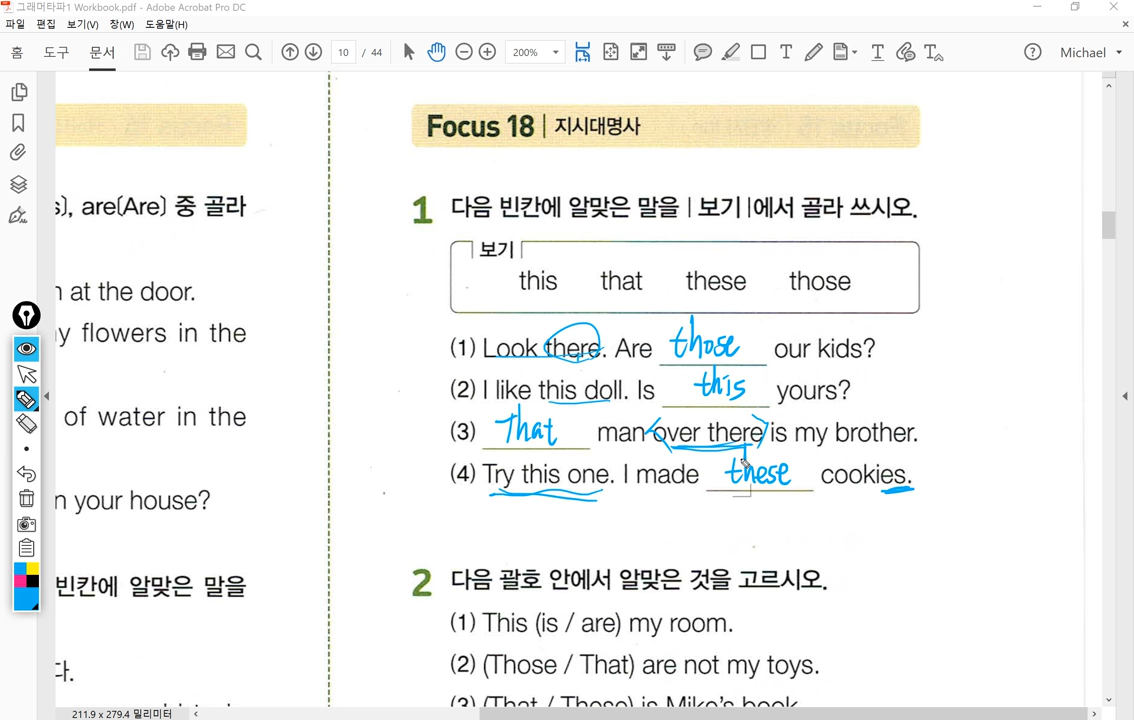 그래머타파1 Workbook.pdf - Adobe Acrobat Pro DC
파일 편집 보기(V) 창(W) 도움말(H)
홈 도구 문서 10 / 44 200% Michael
Focus 18 | 지시대명사
s), are(Are) 중 골라
n at the door.
y flowers in the
of water in the
n your house?
빈칸에 알맞은 말을
다.
1 다음 빈칸에 알맞은 말을 | 보기 |에서 골라 쓰시오.
보기
this that these those
(1) Look there. Are those our kids?
(2) I like this doll. Is this yours?
(3) That man over there is my brother.
(4) Try this one. I made these cookies.
2 다음 괄호 안에서 알맞은 것을 고르시오.
(1) This (is / are) my room.
(2) (Those / That) are not my toys.
(3) (That / These) is Mike's book.
211.9 x 279.4 밀리미터